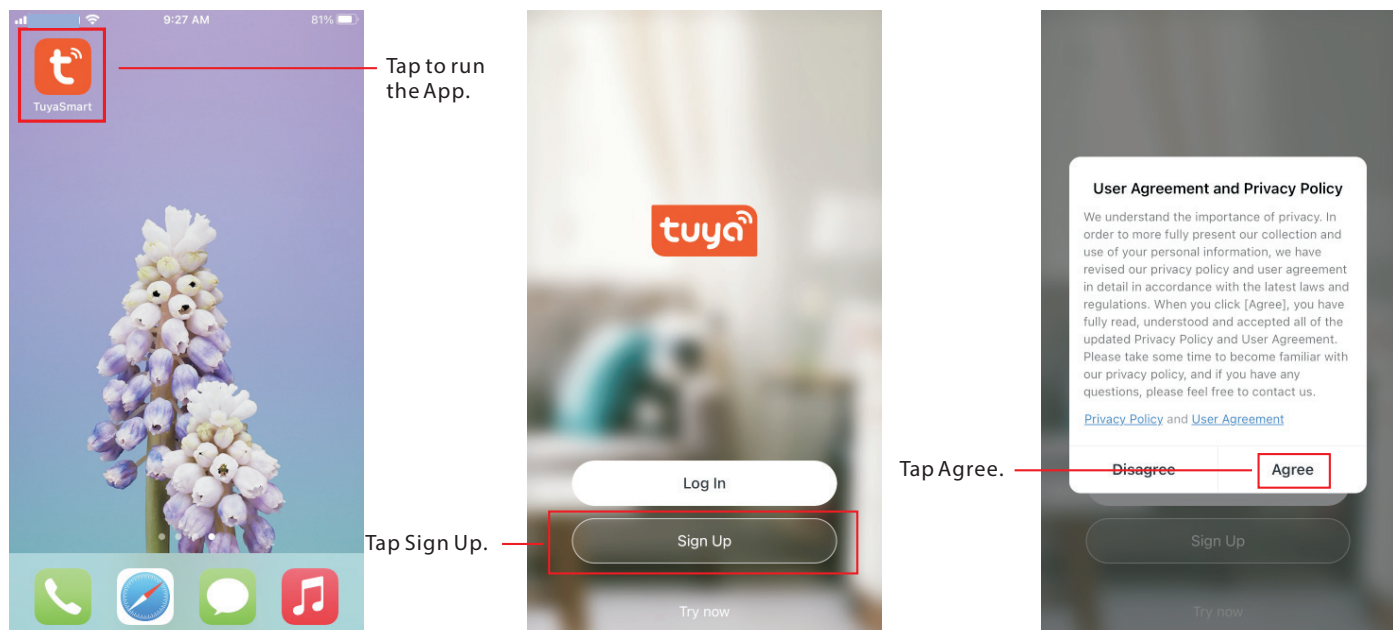 9:27 AM
81%
t
TuyaSmart
Tap to run
the App.
tuya
Log In
Tap Sign Up.
Sign Up
Try now
User Agreement and Privacy Policy
We understand the importance of privacy. In
order to more fully present our collection and
use of your personal information, we have
revised our privacy policy and user agreement
in detail in accordance with the latest laws and
regulations. When you click [Agree], you have
fully read, understood and accepted all of the
updated Privacy Policy and User Agreement.
Please take some time to become familiar with
our privacy policy, and if you have any
questions, please feel free to contact us.
Privacy Policy and User Agreement
Tap Agree.
Disagree
Agree
Sign Up
Try now